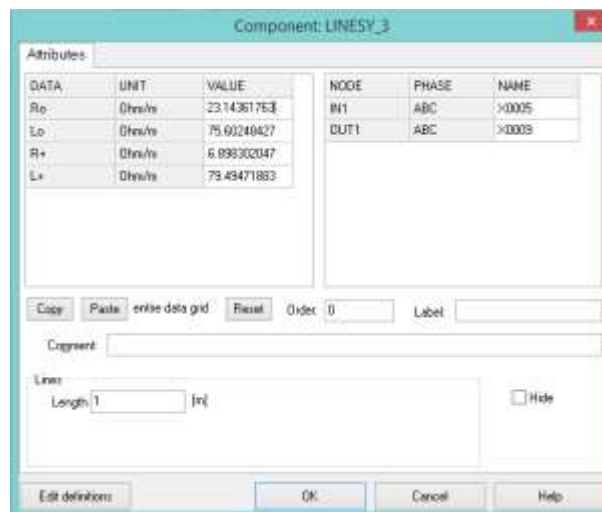 Component: LINESY_3
Attributes
DATA UNIT VALUE
Ro Ohm/m 23.14361763
Lo Ohm/m 75.60248427
R+ Ohm/m 6.898302047
L+ Ohm/m 79.49471883
NODE PHASE NAME
IN1 ABC X0005
OUT1 ABC X0009
Copy Paste entire data grid Reset Order: 0 Label:
Comment:
Lines
Length 1 [m]
Hide
Edit definitions OK Cancel Help